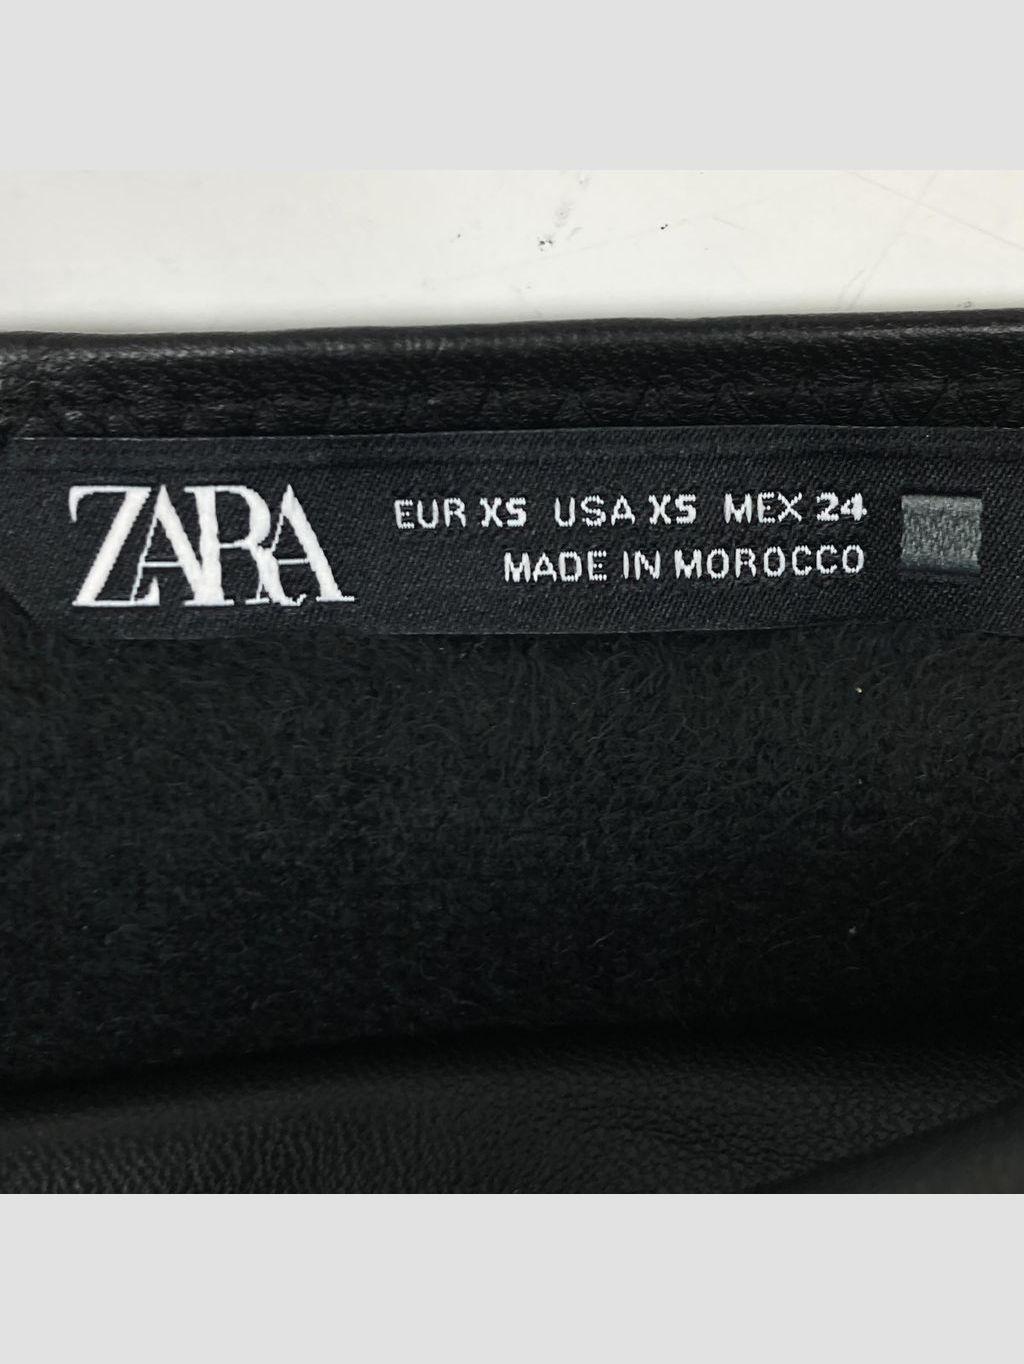 ZARA
EUR XS USA XS MEX 24
MADE IN MOROCCO